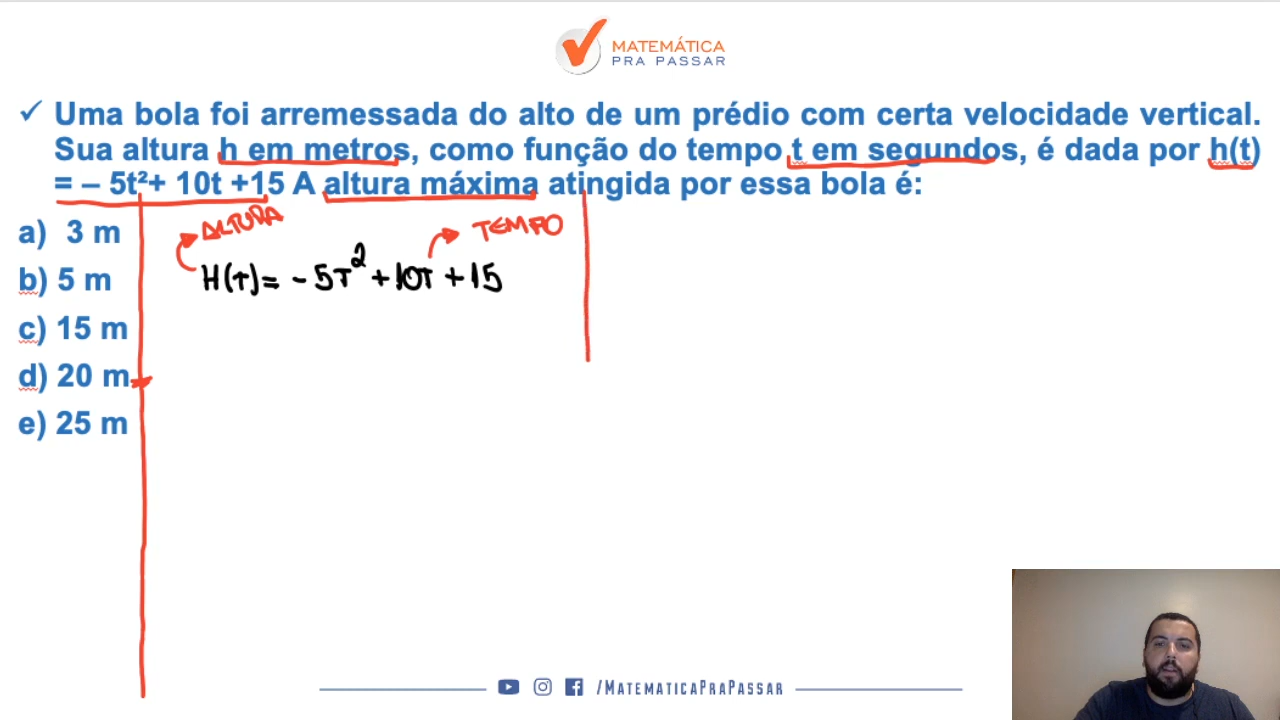 MATEMÁTICA
PRA PASSAR
✓ Uma bola foi arremessada do alto de um prédio com certa velocidade vertical.
Sua altura h em metros, como função do tempo t em segundos, é dada por h(t)
= – 5t²+ 10t +15 A altura máxima atingida por essa bola é:
a) 3 m
b) 5 m
c) 15 m
d) 20 m
e) 25 m
ALTURA
TEMPO
H(T)= -5T²+10T+15
/MATEMATICAPRAPASSAR